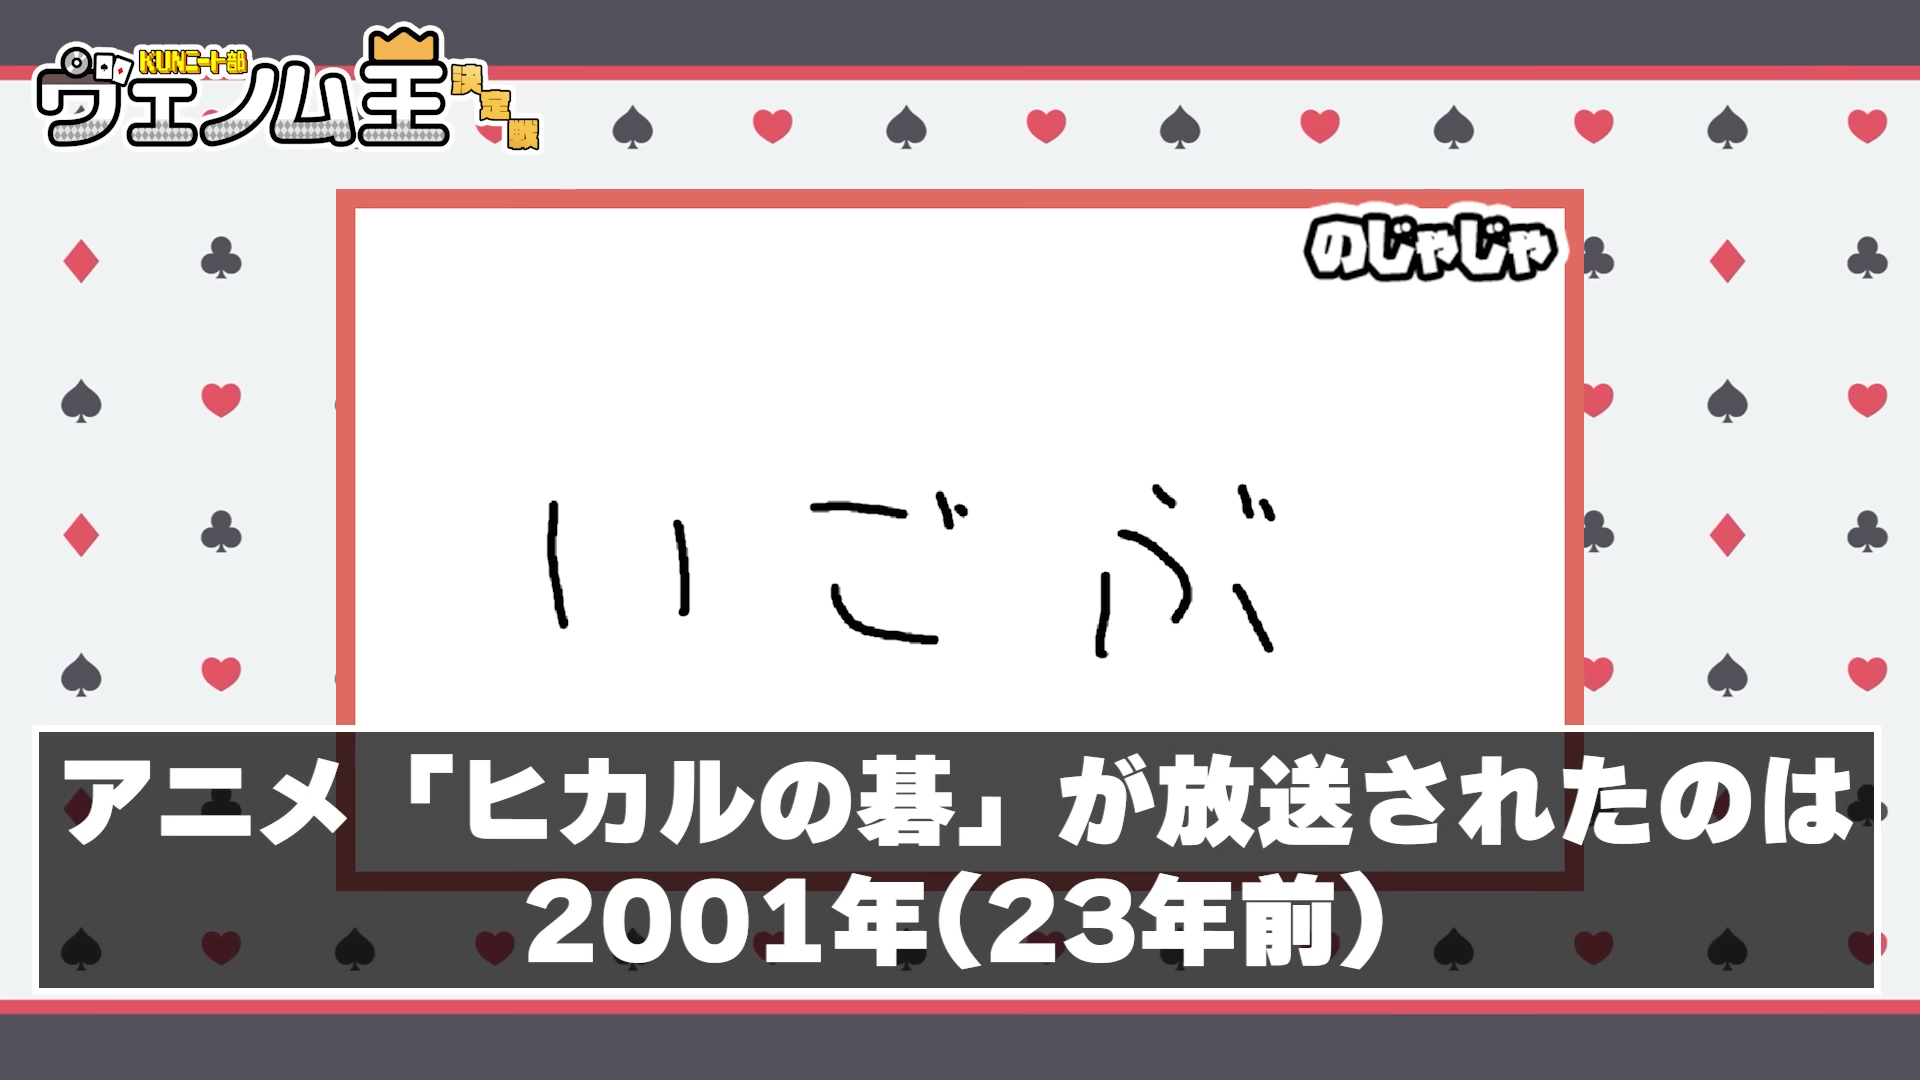 KUNニート部
ヴェノム王決定戦
のじゃじゃ
いごぶ
アニメ「ヒカルの碁」が放送されたのは
2001年(23年前)